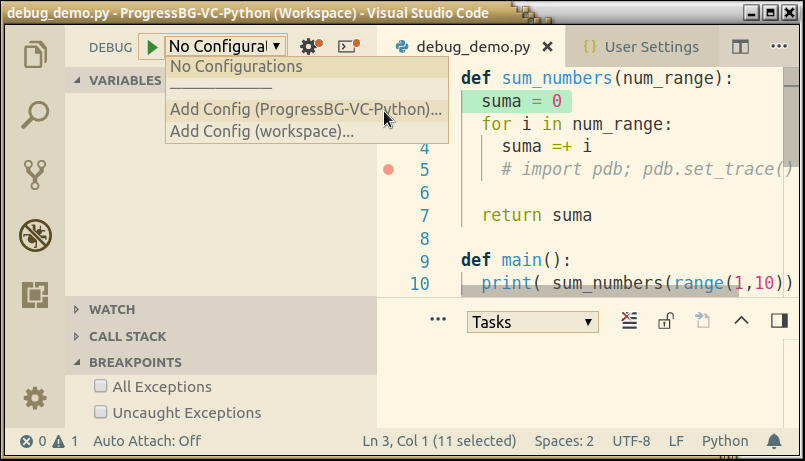 debug_demo.py - ProgressBG-VC-Python (Workspace) - Visual Studio Code
DEBUG No Configurat
debug_demo.py
User Settings
No Configurations
Add Config (ProgressBG-VC-Python)...
Add Config (workspace)...
VARIABLES
def sum_numbers(num_range):
suma = 0
for i in num_range:
4 suma =+ i
5 # import pdb; pdb.set_trace()
6
7 return suma
8
9 def main():
10 print( sum_numbers(range(1,10))
WATCH
CALL STACK
BREAKPOINTS
All Exceptions
Uncaught Exceptions
Tasks
0 1 Auto Attach: Off Ln 3, Col 1 (11 selected) Spaces: 2 UTF-8 LF Python